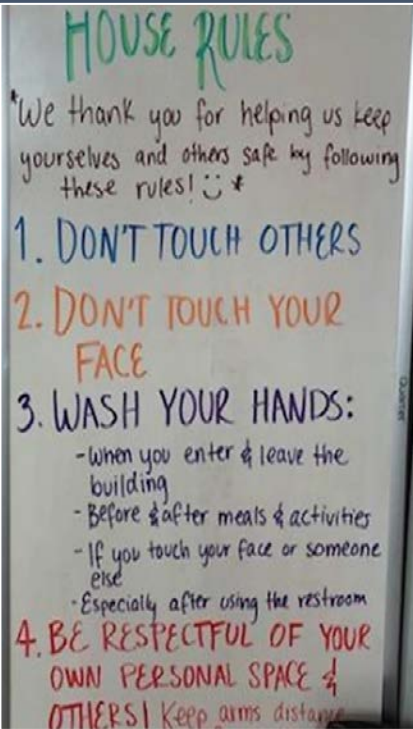 HOUSE RULES
*We thank you for helping us keep
yourselves and others safe by following
these rules! *
1. DON'T TOUCH OTHERS
2. DON'T TOUCH YOUR
FACE
3. WASH YOUR HANDS:
-When you enter & leave the
building
-Before & after meals & activities
-If you touch your face or someone
else
-Especially after using the restroom
4. BE RESPECTFUL OF YOUR
OWN PERSONAL SPACE &
OTHERS! Keep arms distance
Quartet